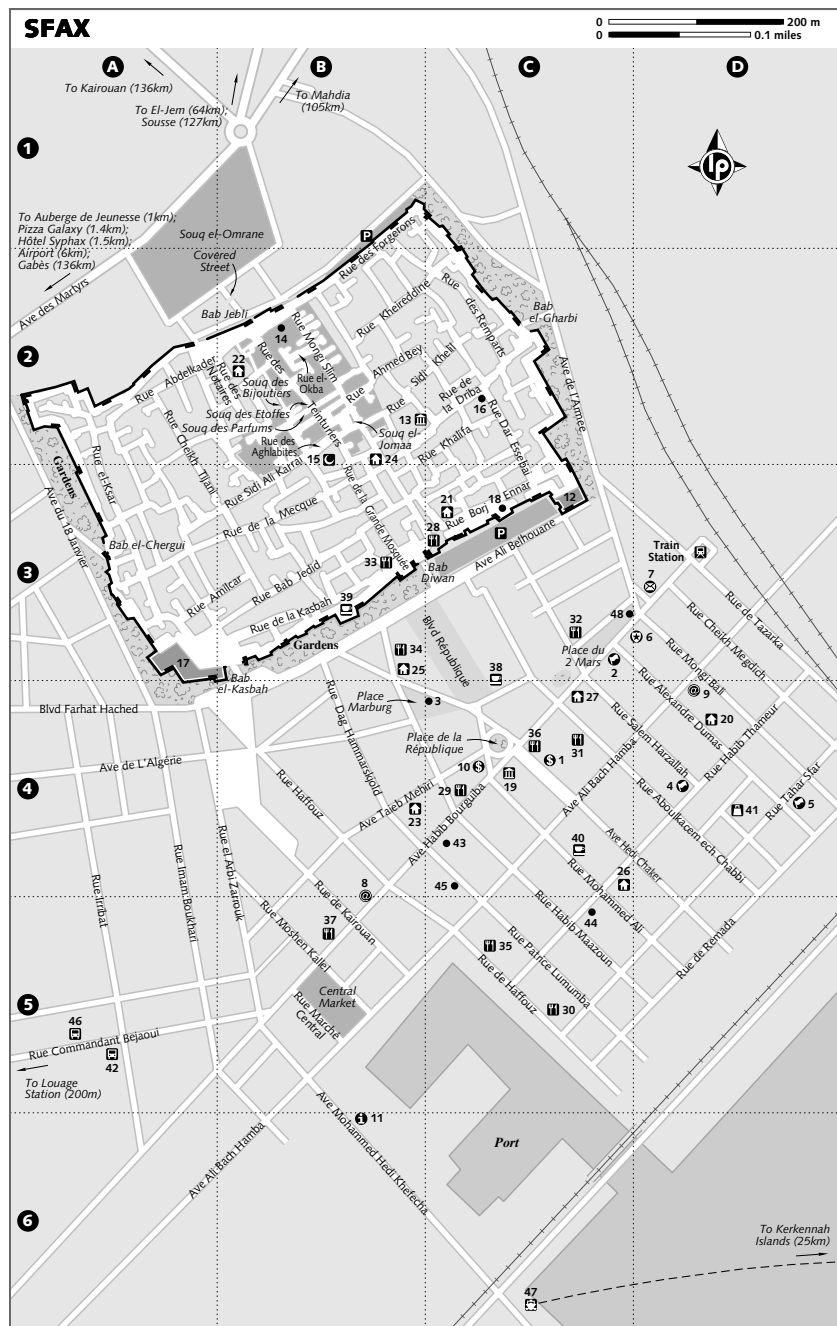 SFAX
0 200 m
0 0.1 miles
A
B
C
D
To Kairouan (136km)
To El-Jem (64km);
Sousse (127km)
To Mahdia
(105km)
1
lp
To Auberge de Jeunesse (1km);
Pizza Galaxy (1.4km);
Hôtel Syphax (1.5km);
Airport (6km);
Gabès (136km)
Souq el-Omrane
Covered
Street
P
Rue des Forgerons
Ave des Martyrs
Bab Jebli
Rue Kheireddine
Rue des Remparts
Bab
el-Gharbi
2
14
Rue Mongi Slim
22
Rue Abdelkader
Rue des
Notaires
Rue des Teinturiers
Rue el-
Okba
Rue Ahmed Bey
Rue Sidi Khelil
Rue de
la Driba
Ave de l'Armee
Souq des
Bijoutiers
Souq des Etoffes
Souq des Parfums
Souq el-
Jomaa
13
16
Rue Dar Essebai
Rue Khalifa
Rue des
Aghlabites
15
24
Rue Cheikh Tijani
Rue Sidi Ali Karrai
Rue el-Ksar
Gardens
Ave du 18 Janvier
Rue de la Mecque
Rue de la Grande Mosquée
21
18
Rue Borj Ennar
12
28
P
Ave Ali Belhouane
Bab el-Chergui
3
33
Bab
Diwan
Train
Station
7
Rue Amilcar
Rue Bab Jedid
39
Rue de la Kasbah
Gardens
Blvd République
32
48
6
Rue de Tazarka
Rue Cheikh Megdich
Place du
2 Mars
2
17
34
25
38
Rue Mongi Bali
9
Bab
el-Kasbah
Place
Marburg
3
27
Rue Alexandre Dumas
20
Blvd Farhat Hached
Rue Dag Hammarskjold
Place de la
République
36
1
31
Rue Salem Harzallah
Rue Habib Thameur
Ave de L'Algérie
4
10
19
Ave Ali Bach Hamba
4
41
5
Rue Tahar Sfar
Rue Haffouz
Ave Taieb Mehiri
29
23
Ave Habib Bourguiba
Rue Aboulkacem ech Chabbi
43
40
Ave Hedi Chaker
Rue Irribat
Rue Imam Boukhari
Rue el Arbi Zarrouk
8
45
26
Rue Mohammed Ali
Rue de Kairouan
44
Rue Moshen Kallel
37
Rue Habib Maazoun
35
Rue Patrice Lumumba
Rue de Remada
Rue de Haffouz
Central
Market
5
30
Rue Marché
Central
46
Rue Commandant Bejaoui
42
To Louage
Station (200m)
11
Ave Mohammed Hedi Khefecha
Port
Ave Ali Bach Hamba
6
To Kerkennah
Islands (25km)
47